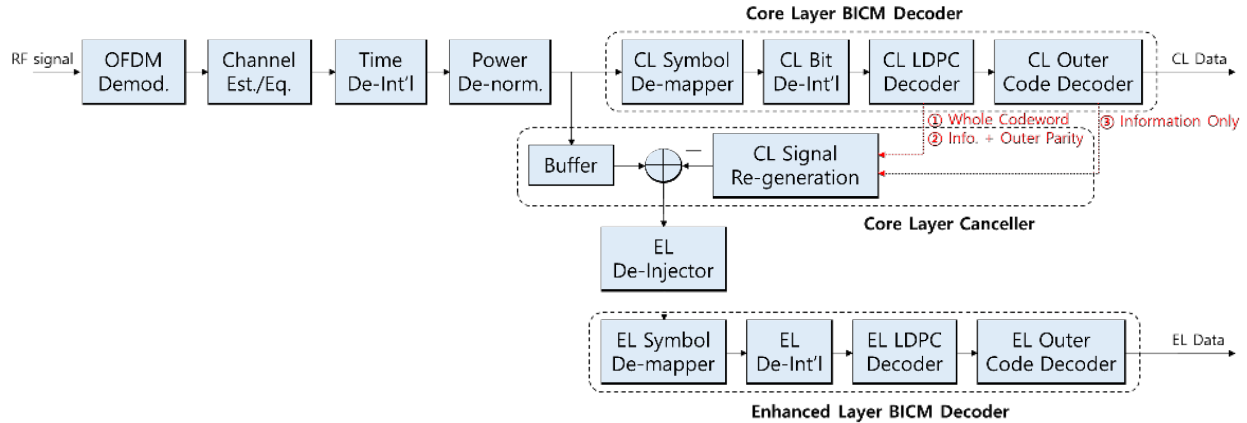 Core Layer BICM Decoder
RF signal
OFDM
Demod.
Channel
Est./Eq.
Time
De-Int'l
Power
De-norm.
CL Symbol
De-mapper
CL Bit
De-Int'l
CL LDPC
Decoder
CL Outer
Code Decoder
CL Data
① Whole Codeword
② Info. + Outer Parity
③ Information Only
Buffer
CL Signal
Re-generation
Core Layer Canceller
EL
De-Injector
EL Symbol
De-mapper
EL
De-Int'l
EL LDPC
Decoder
EL Outer
Code Decoder
EL Data
Enhanced Layer BICM Decoder